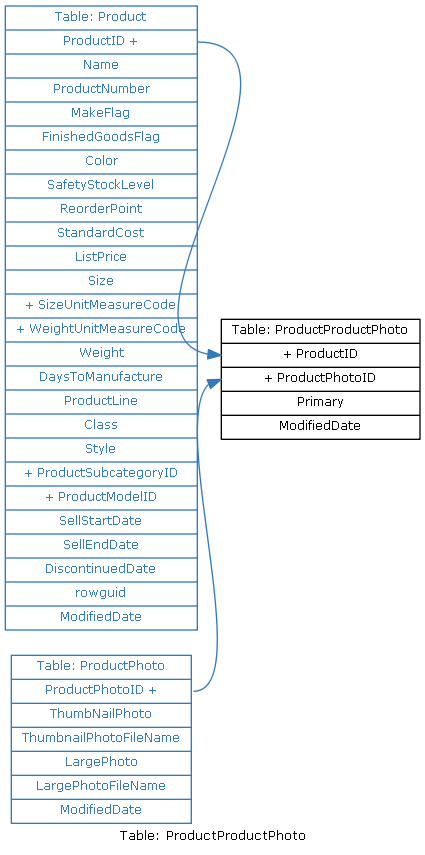 Table: Product
ProductID +
Name
ProductNumber
MakeFlag
FinishedGoodsFlag
Color
SafetyStockLevel
ReorderPoint
StandardCost
ListPrice
Size
+ SizeUnitMeasureCode
+ WeightUnitMeasureCode
Weight
DaysToManufacture
ProductLine
Class
Style
+ ProductSubcategoryID
+ ProductModelID
SellStartDate
SellEndDate
DiscontinuedDate
rowguid
ModifiedDate
Table: ProductProductPhoto
+ ProductID
+ ProductPhotoID
Primary
ModifiedDate
Table: ProductPhoto
ProductPhotoID +
ThumbNailPhoto
ThumbnailPhotoFileName
LargePhoto
LargePhotoFileName
ModifiedDate
Table: ProductProductPhoto